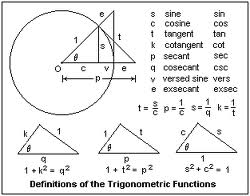 e
1
s
t
θ
O
c
v
e
p
s sine sin
c cosine cos
t tangent tan
k cotangent cot
p secant sec
q cosecant csc
v versed sine vers
e exsecant exsec
t = s/c p = 1/c q = 1/s k = 1/t
k 1
θ
q
1 + k² = q²
1 t
θ
p
1 + t² = p²
c s
θ
1
s² + c² = 1
Definitions of the Trigonometric Functions